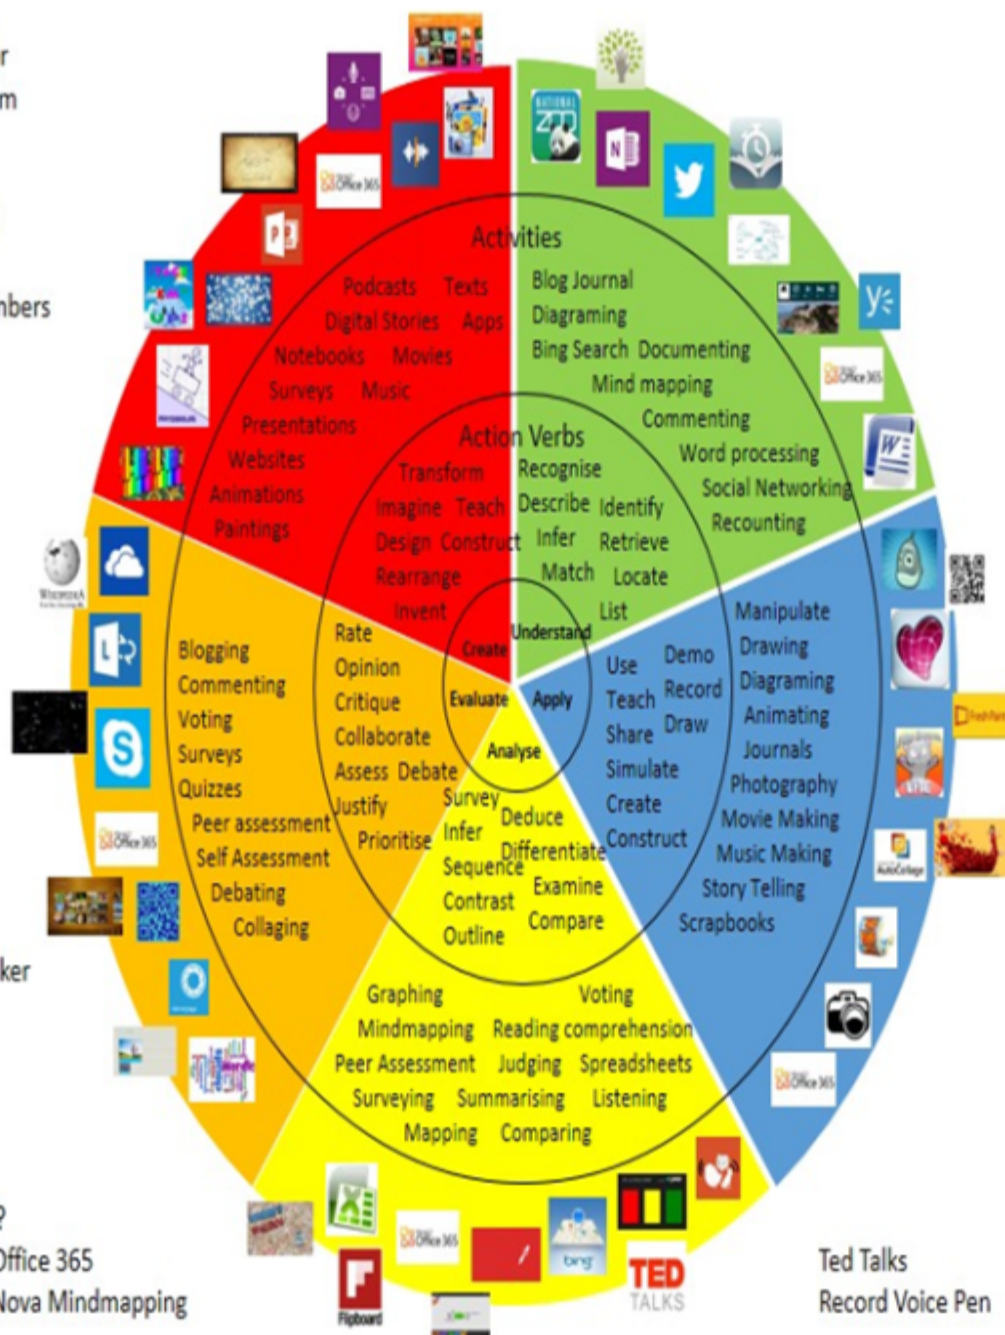 r
m
nbers
ker
?
Office 365
Nova Mindmapping
Ted Talks
Record Voice Pen
Activities
Podcasts Texts
Digital Stories Apps
Notebooks Movies
Surveys Music
Presentations
Websites
Animations
Paintings
Blog Journal
Diagraming
Bing Search Documenting
Mind mapping
Commenting
Word processing
Social Networking
Recounting
Action Verbs
Transform
Imagine Teach
Design Construct
Rearrange
Invent
Create
Recognise
Describe Identify
Infer Retrieve
Match Locate
List
Understand
Blogging
Commenting
Voting
Surveys
Quizzes
Peer assessment
Self Assessment
Debating
Collaging
Rate
Opinion
Critique
Collaborate
Assess Debate
Justify
Prioritise
Evaluate
Apply
Use Demo
Teach Record
Share Draw
Simulate
Create
Construct
Manipulate
Drawing
Diagraming
Animating
Journals
Photography
Movie Making
Music Making
Story Telling
Scrapbooks
Analyse
Survey
Deduce
Infer
Differentiate
Sequence
Examine
Contrast
Compare
Outline
Graphing Voting
Mindmapping Reading comprehension
Peer Assessment Judging Spreadsheets
Surveying Summarising Listening
Mapping Comparing
NATIONAL
ZOO
N
P
Office 365
Office 365
W
WIKIPEDIA
L
S
Office 365
FreshPaint
AutoCollage
Office 365
X
Office 365
Flipboard
bing
TED
TALKS